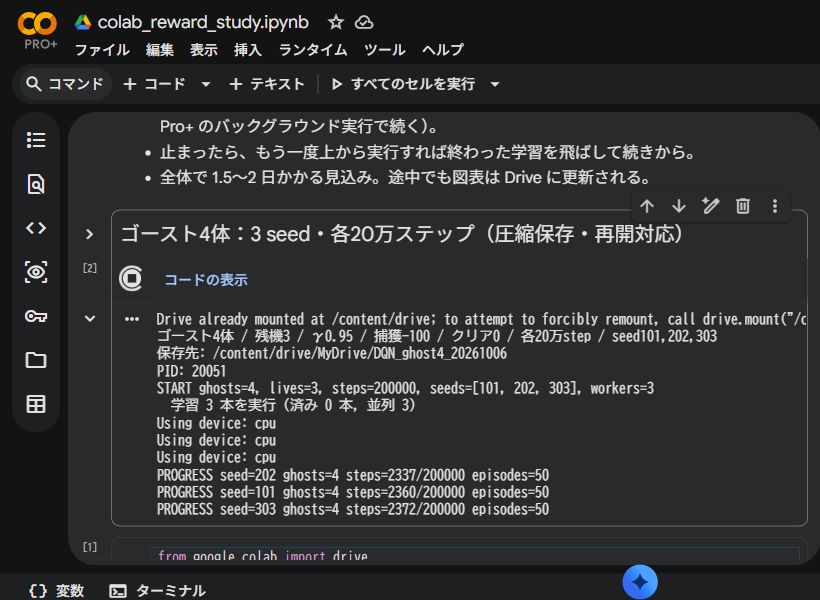 colab_reward_study.ipynb
PRO+
ファイル 編集 表示 挿入 ランタイム ツール ヘルプ
コマンド + コード + テキスト すべてのセルを実行
Pro+ のバックグラウンド実行で続く)。
• 止まったら、もう一度上から実行すれば終わった学習を飛ばして続きから。
• 全体で 1.5〜2 日かかる見込み。途中でも図表は Drive に更新される。
ゴースト4体：3 seed・各20万ステップ（圧縮保存・再開対応）
[2]
コードの表示
Drive already mounted at /content/drive; to attempt to forcibly remount, call drive.mount("/c
ゴースト4体 / 残機3 / γ0.95 / 捕獲-100 / クリア0 / 各20万step / seed101,202,303
保存先: /content/drive/MyDrive/DQN_ghost4_20261006
PID: 20051
START ghosts=4, lives=3, steps=200000, seeds=[101, 202, 303], workers=3
学習 3 本を実行（済み 0 本，並列 3）
Using device: cpu
Using device: cpu
Using device: cpu
PROGRESS seed=202 ghosts=4 steps=2337/200000 episodes=50
PROGRESS seed=101 ghosts=4 steps=2360/200000 episodes=50
PROGRESS seed=303 ghosts=4 steps=2372/200000 episodes=50
[1]
from google.colab import drive
{} 変数 ターミナル